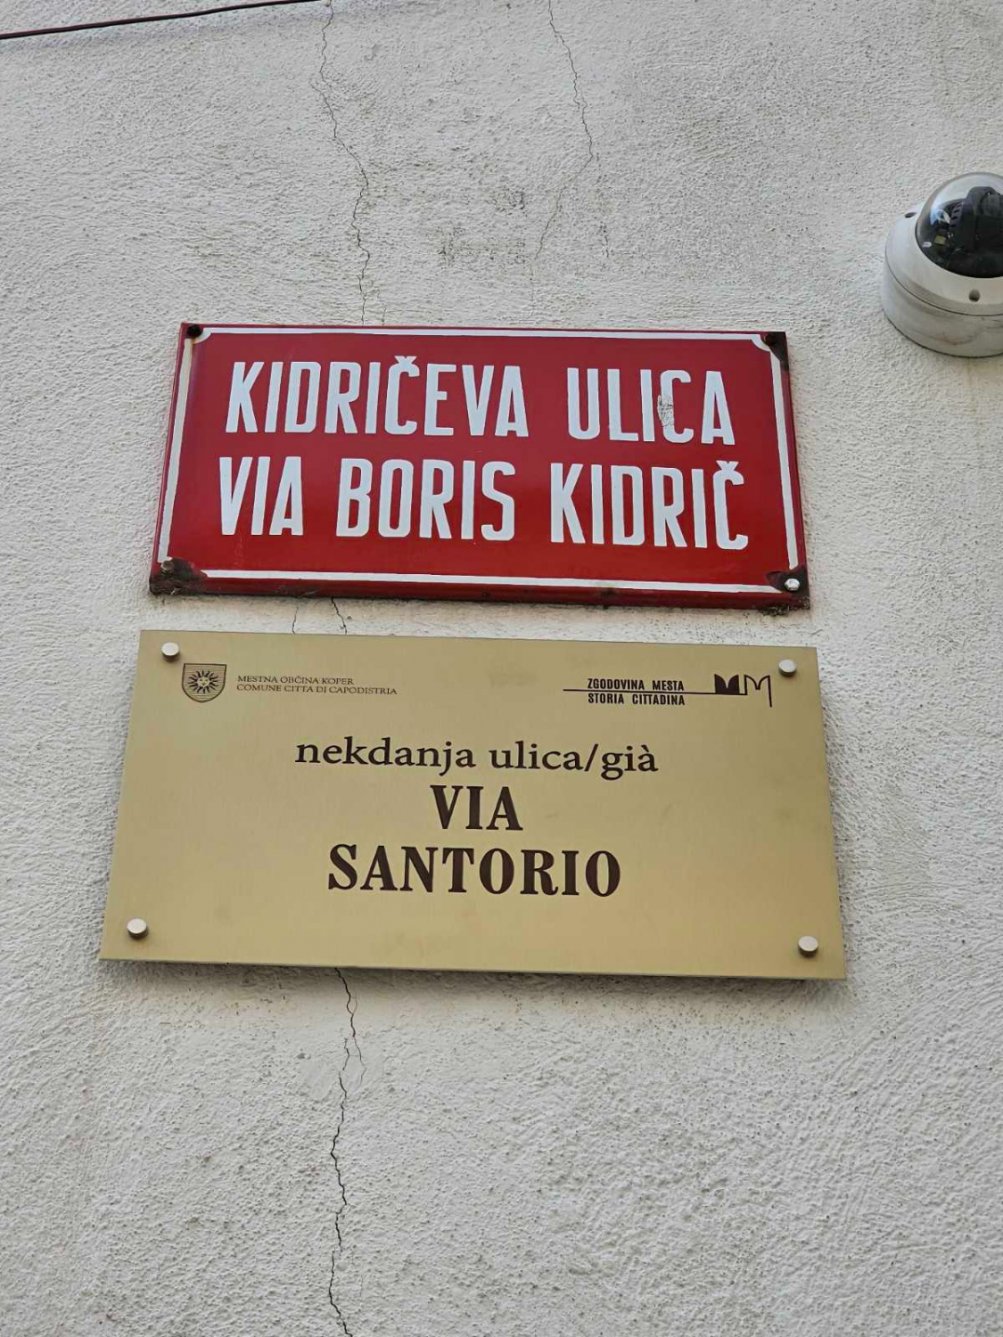 KIDRIČEVA ULICA
VIA BORIS KIDRIČ
MESTNA OBČINA KOPER
COMUNE CITTA DI CAPODISTRIA
ZGODOVINA MESTA
STORIA CITTADINA
nekdanja ulica/già
VIA
SANTORIO